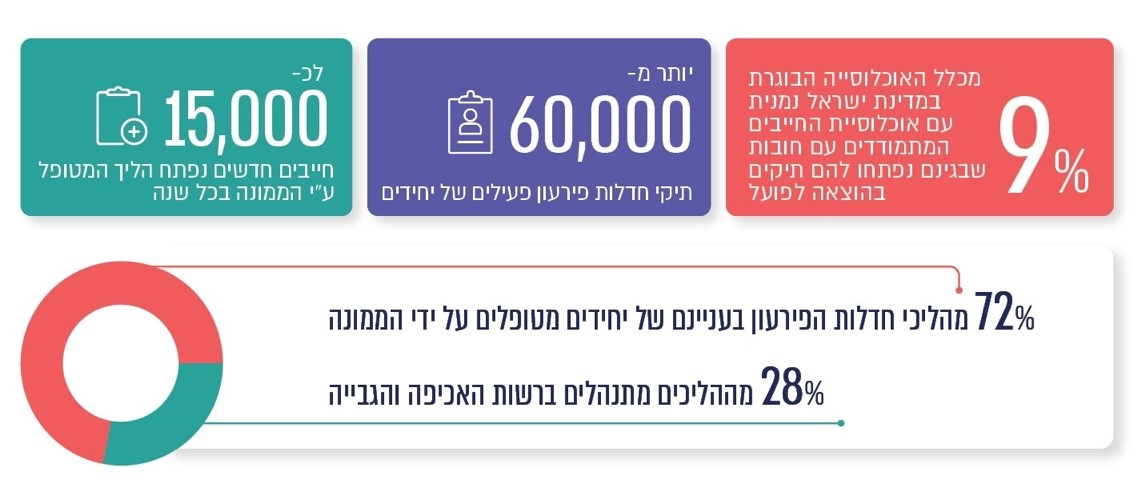 9%
מכלל האוכלוסייה הבוגרת
במדינת ישראל נמנית
עם אוכלוסיית החייבים
המתמודדים עם חובות
שבגינם נפתחו להם תיקים
בהוצאה לפועל
יותר מ-
60,000
תיקי חדלות פירעון פעילים של יחידים
לכ-
15,000
חייבים חדשים נפתח הליך המטופל
ע"י הממונה בכל שנה
72% מהליכי חדלות הפירעון בעניינם של יחידים מטופלים על ידי הממונה
28% מההליכים מתנהלים ברשות האכיפה והגבייה